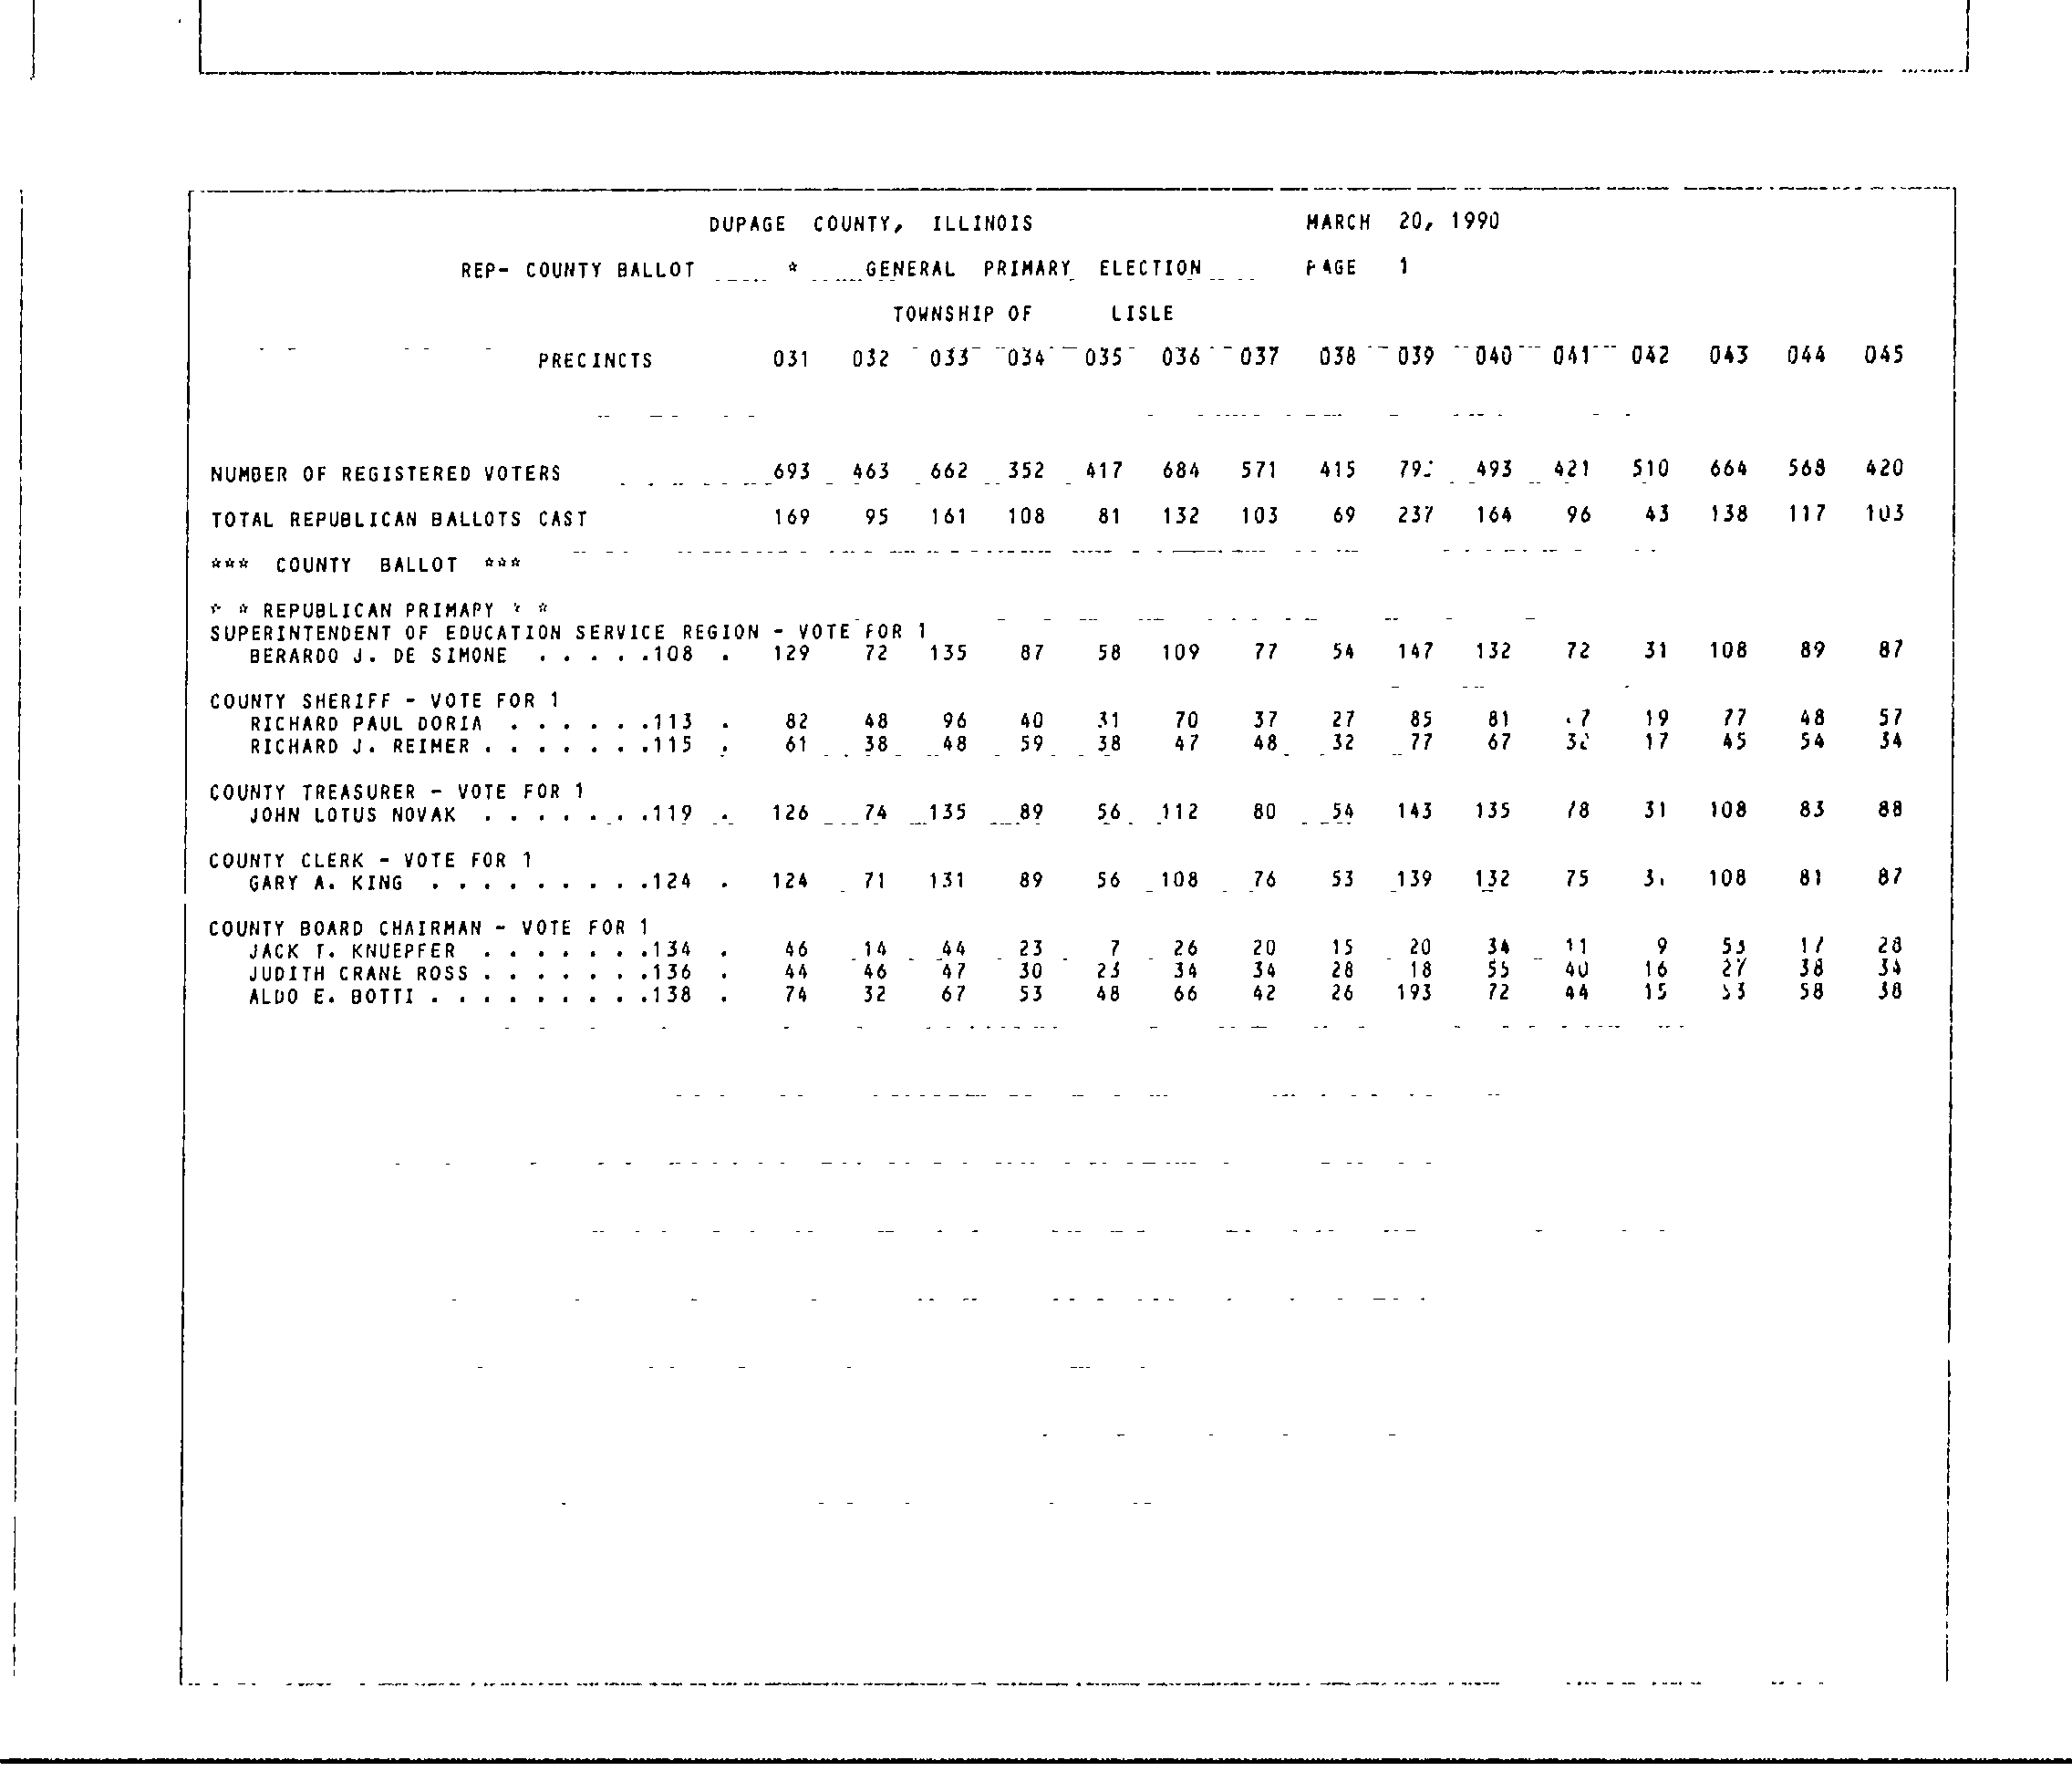 DUPAGE COUNTY, ILLINOIS MARCH 20, 1990
REP- COUNTY BALLOT * GENERAL PRIMARY ELECTION PAGE 1
TOWNSHIP OF LISLE
PRECINCTS 031 032 033 034 035 036 037 038 039 040 041 042 043 044 045
NUMBER OF REGISTERED VOTERS 693 463 662 352 417 684 571 415 493 421 510 664 568 420
TOTAL REPUBLICAN BALLOTS CAST 169 95 161 108 81 132 103 69 237 164 96 43 138 117 103
*** COUNTY BALLOT ***
* * REPUBLICAN PRIMARY * *
SUPERINTENDENT OF EDUCATION SERVICE REGION - VOTE FOR 1
BERARDO J. DE SIMONE . . . . .108 . 129 72 135 87 58 109 77 54 147 132 72 31 108 89 87
COUNTY SHERIFF - VOTE FOR 1
RICHARD PAUL DORIA . . . . . .113 . 82 48 96 40 31 70 37 27 85 81 19 77 48 57
RICHARD J. REIMER . . . . . . .115 . 61 38 48 59 38 47 48 32 77 67 17 45 54 34
COUNTY TREASURER - VOTE FOR 1
JOHN LOTUS NOVAK . . . . . . .119 . 126 74 135 89 56 112 80 54 143 135 78 31 108 83 88
COUNTY CLERK - VOTE FOR 1
GARY A. KING . . . . . . . . .124 . 124 71 131 89 56 108 76 53 139 132 75 108 81 87
COUNTY BOARD CHAIRMAN - VOTE FOR 1
JACK T. KNUEPFER . . . . . . .134 . 46 14 44 23 7 26 20 15 20 34 11 9 53 17 28
JUDITH CRANE ROSS . . . . . . .136 . 44 46 47 30 23 34 34 28 18 55 40 16 27 38 34
ALDO E. BOTTI . . . . . . . . .138 . 74 32 67 53 48 66 42 26 193 72 44 15 53 58 38